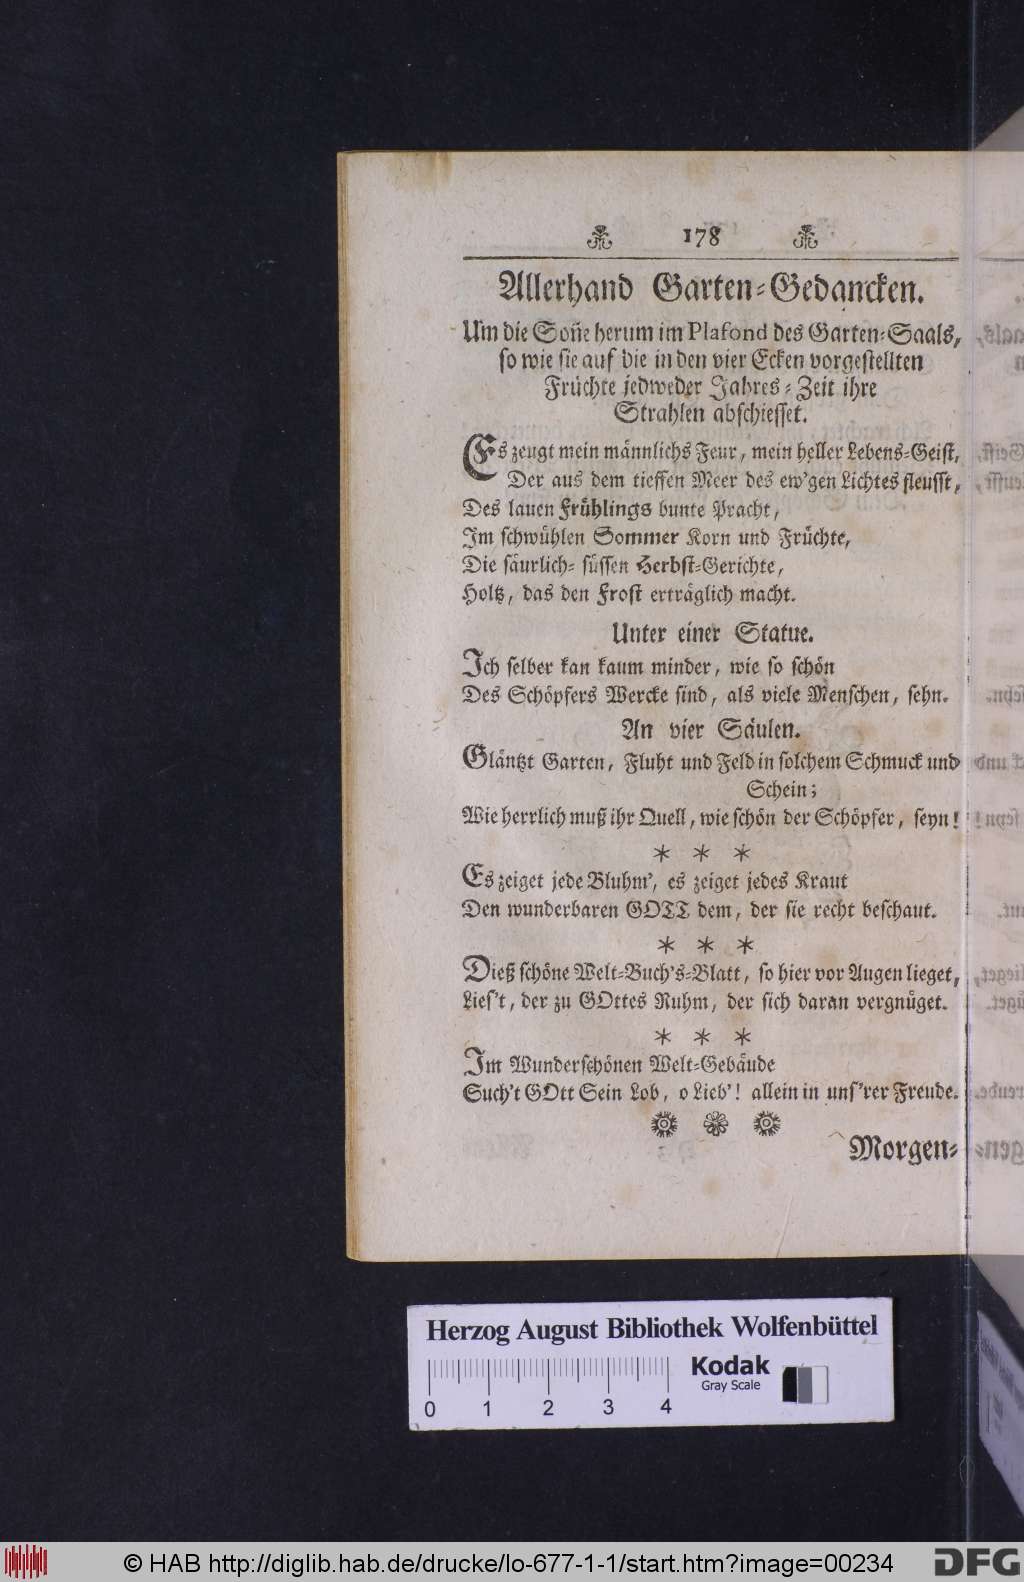 178
Allerhand Garten-Gedancken.
Um die Soñe herum im Plafond des Garten-Saals,
so wie sie auf die in den vier Ecken vorgestellten
Früchte jedweder Jahres-Zeit ihre
Strahlen abschiesset.
Es zeugt mein männlichs Feur, mein heller Lebens-Geist,
Der aus dem tieffen Meer des ew'gen Lichtes fleusst,
Des lauen Frühlings bunte Pracht,
Im schwühlen Sommer Korn und Früchte,
Die säurlich-süssen Herbst-Gerichte,
Holtz, das den Frost erträglich macht.
Unter einer Statue.
Ich selber kan kaum minder, wie so schön
Des Schöpfers Wercke sind, als viele Menschen, sehn.
An vier Säulen.
Gläntzt Garten, Fluht und Feld in solchem Schmuck und
Schein;
Wie herrlich muß ihr Quell, wie schön der Schöpfer, seyn!
* * *
Es zeiget jede Bluhm', es zeiget jedes Kraut
Den wunderbaren GOTT dem, der sie recht beschaut.
* * *
Dieß schöne Welt-Buch's-Blatt, so hier vor Augen lieget,
Lies't, der zu GOttes Ruhm, der sich daran vergnüget.
* * *
Im Wunderschönen Welt-Gebäude
Such't GOtt Sein Lob, o Lieb'! allein in uns'rer Freude.
Morgen-
Herzog August Bibliothek Wolfenbüttel
Kodak
Gray Scale
0 1 2 3 4
© HAB http://diglib.hab.de/drucke/lo-677-1-1/start.htm?image=00234
DFG